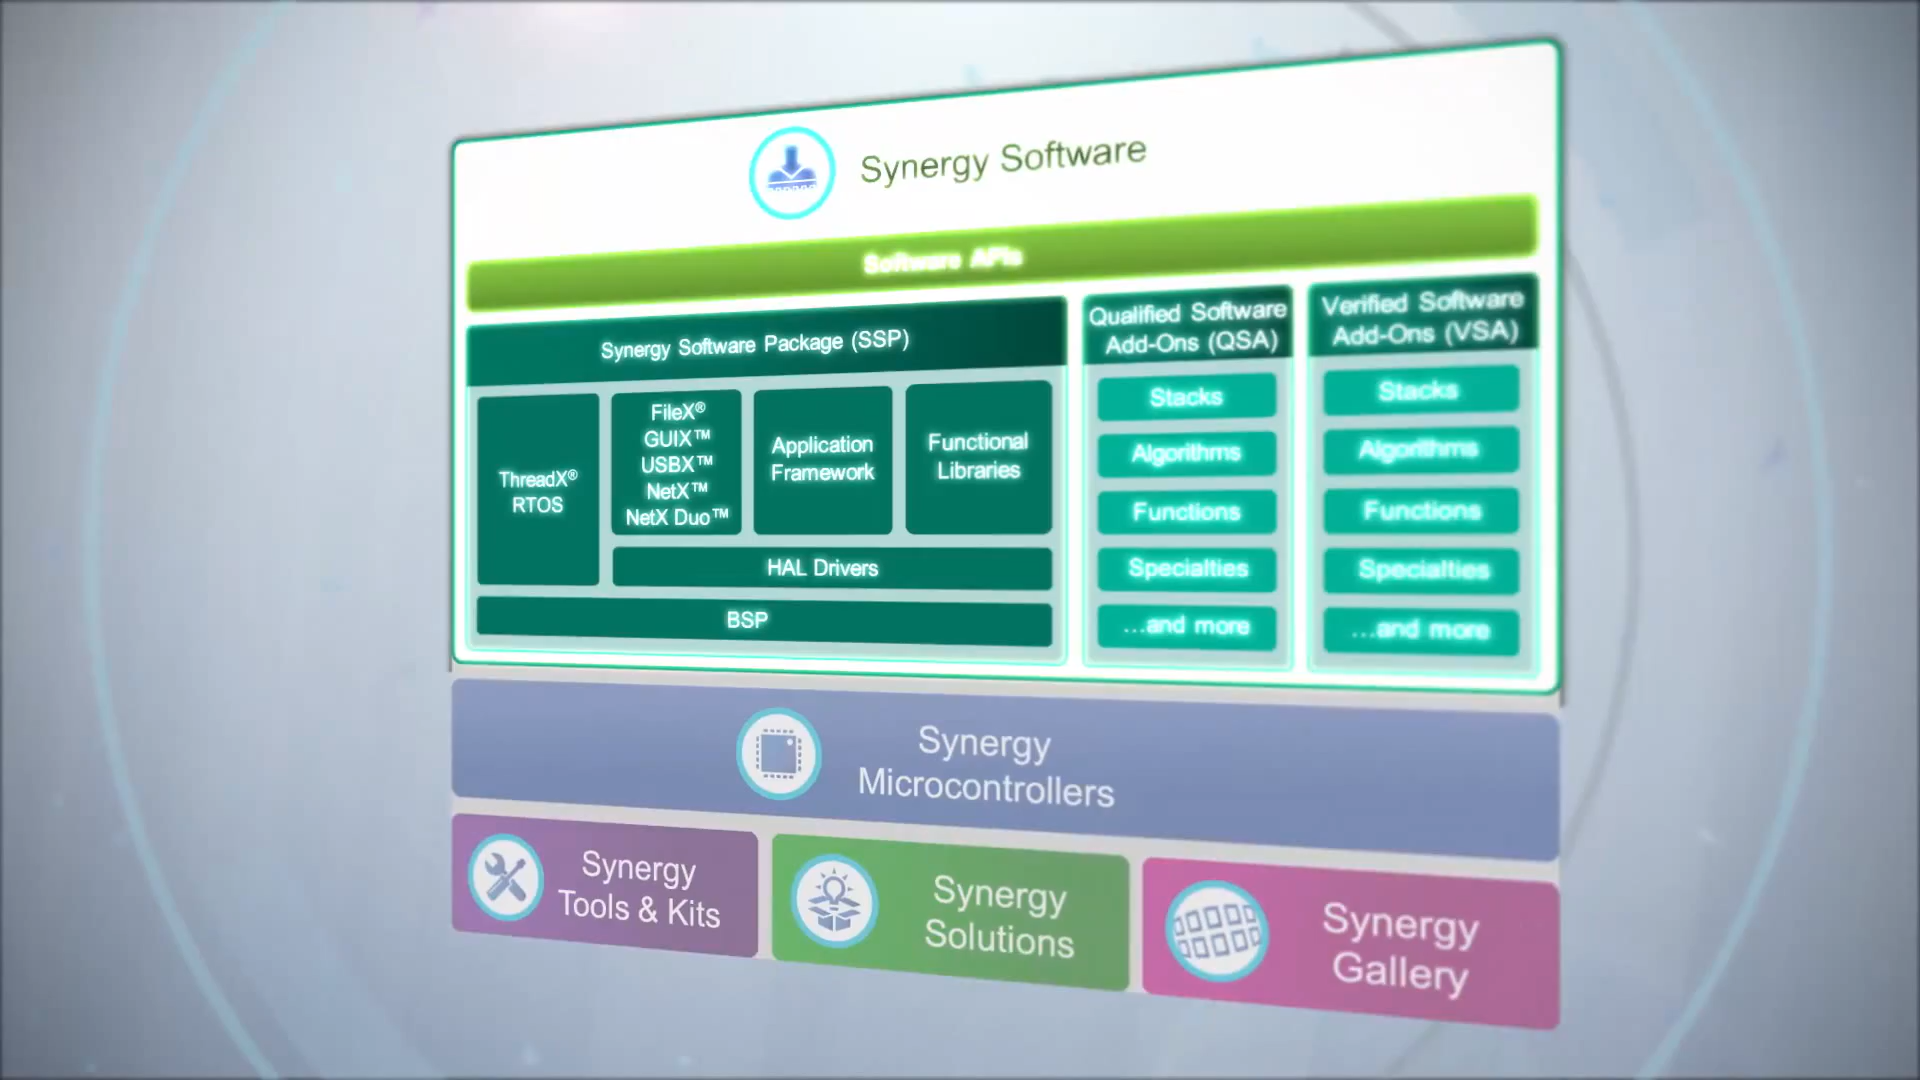 Synergy Software
Software APIs
Synergy Software Package (SSP)
ThreadX®
RTOS
FileX®
GUIX™
USBX™
NetX™
NetX Duo™
Application
Framework
Functional
Libraries
HAL Drivers
BSP
Qualified Software
Add-Ons (QSA)
Stacks
Algorithms
Functions
Specialties
...and more
Verified Software
Add-Ons (VSA)
Stacks
Algorithms
Functions
Specialties
...and more
Synergy
Microcontrollers
Synergy
Tools & Kits
Synergy
Solutions
Synergy
Gallery